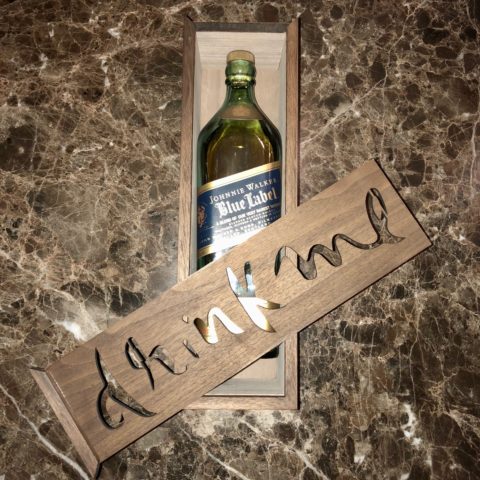 JOHNNIE WALKER
Blue Label
drink me